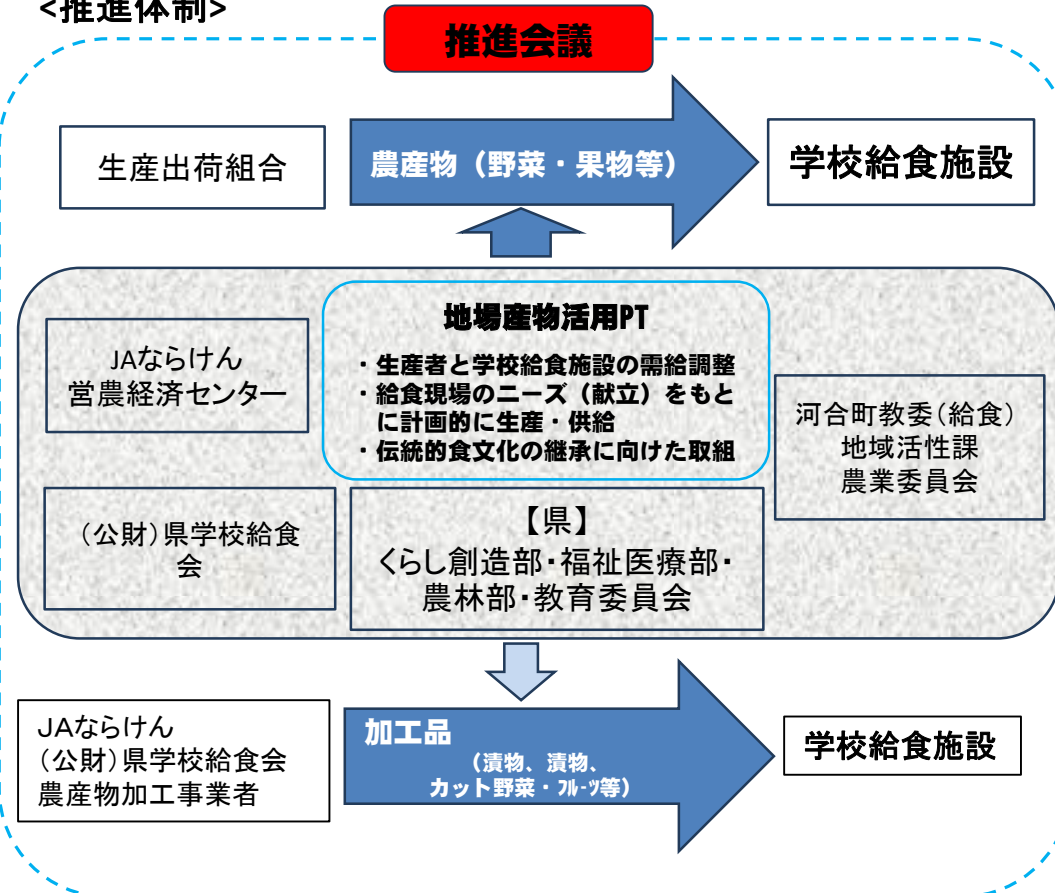 <推進体制>
推進会議
生産出荷組合
農産物（野菜・果物等）
学校給食施設
地場産物活用PT
・生産者と学校給食施設の需給調整
・給食現場のニーズ（献立）をもと
に計画的に生産・供給
・伝統的食文化の継承に向けた取組
JAならけん
営農経済センター
河合町教委（給食）
地域活性課
農業委員会
（公財）県学校給食
会
【県】
くらし創造部・福祉医療部・
農林部・教育委員会
JAならけん
（公財）県学校給食会
農産物加工事業者
加工品
（漬物、漬物、
カット野菜・フルーツ等）
学校給食施設